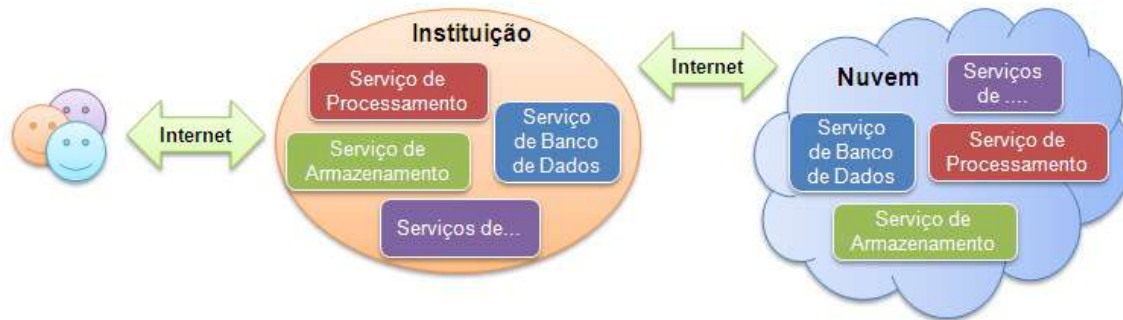 Internet
Instituição
Serviço de
Processamento
Serviço de
Armazenamento
Serviço
de Banco
de Dados
Serviços de...
Internet
Nuvem
Serviços
de ....
Serviço
de Banco
de Dados
Serviço de
Processamento
Serviço de
Armazenamento